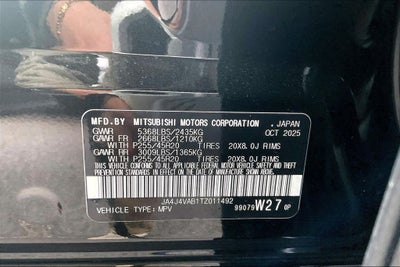 MFD.BY MITSUBISHI MOTORS CORPORATION, JAPAN
GVWR 5368LBS/2435KG OCT 2025
GAWR FR 2668LBS/1210KG
WITH P255/45R20 20X8.0J RIMS
GAWR RR 3009LBS/1365KG
WITH P255/45R20 20X8.0J RIMS
THIS VEHICLE CONFORMS TO ALL APPLICABLE
FEDERAL MOTOR VEHICLE SAFETY AND THEFT
PREVENTION STANDARDS IN EFFECT ON THE DATE
OF MANUFACTURE SHOWN ABOVE.
JA4J4VAB1TZ011492
VEHICLE TYPE: MPV 99079 W27 0P